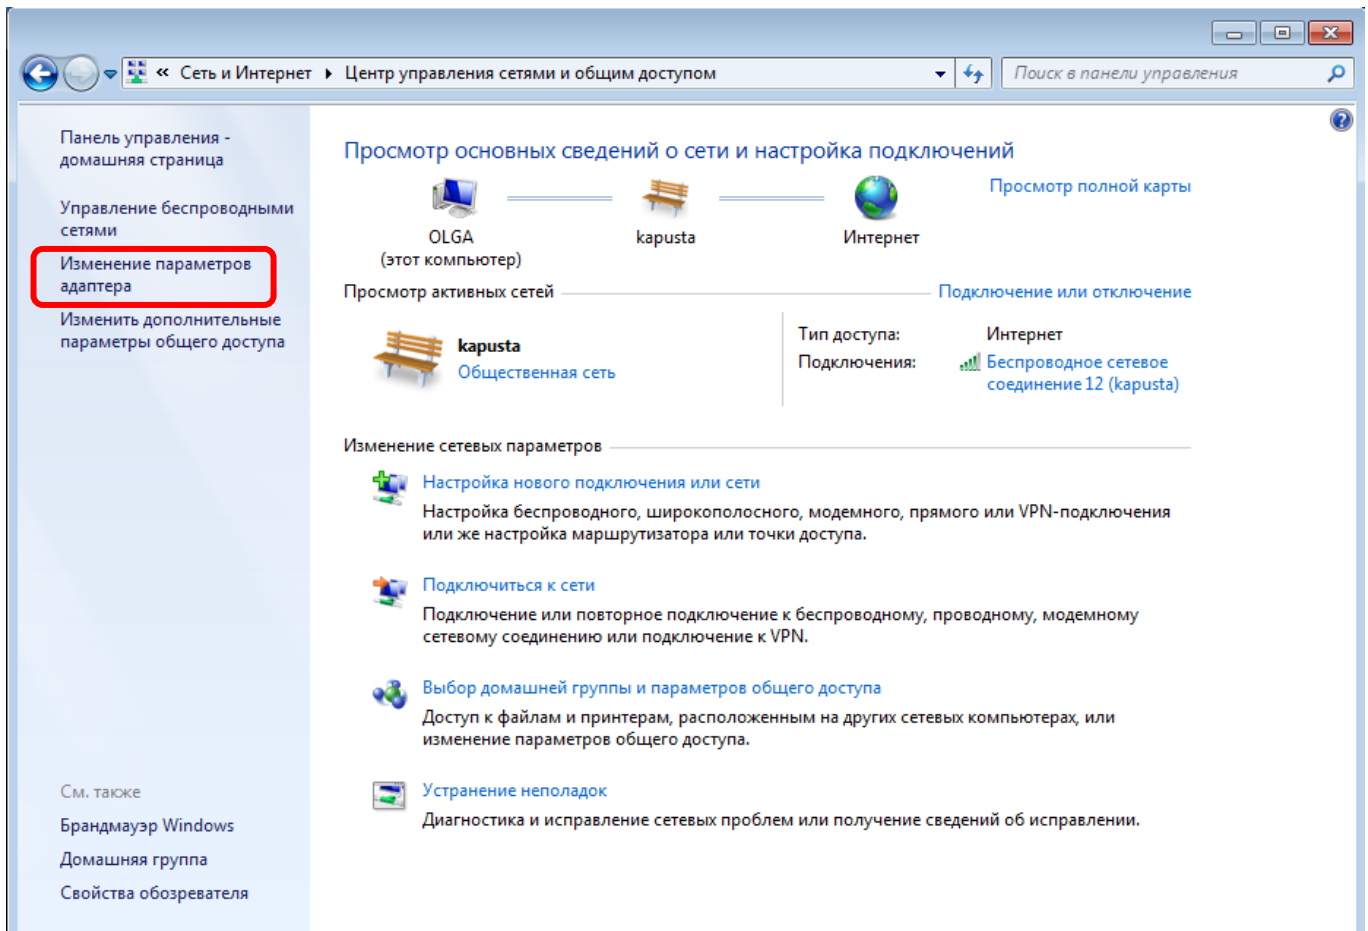 « Сеть и Интернет ▸ Центр управления сетями и общим доступом
Поиск в панели управления
Панель управления -
домашняя страница
Управление беспроводными
сетями
Изменение параметров
адаптера
Изменить дополнительные
параметры общего доступа
Просмотр основных сведений о сети и настройка подключений
Просмотр полной карты
OLGA
(этот компьютер)
kapusta
Интернет
Просмотр активных сетей
Подключение или отключение
kapusta
Общественная сеть
Тип доступа: Интернет
Подключения: Беспроводное сетевое
соединение 12 (kapusta)
Изменение сетевых параметров
Настройка нового подключения или сети
Настройка беспроводного, широкополосного, модемного, прямого или VPN-подключения
или же настройка маршрутизатора или точки доступа.
Подключиться к сети
Подключение или повторное подключение к беспроводному, проводному, модемному
сетевому соединению или подключение к VPN.
Выбор домашней группы и параметров общего доступа
Доступ к файлам и принтерам, расположенным на других сетевых компьютерах, или
изменение параметров общего доступа.
Устранение неполадок
Диагностика и исправление сетевых проблем или получение сведений об исправлении.
См. также
Брандмауэр Windows
Домашняя группа
Свойства обозревателя